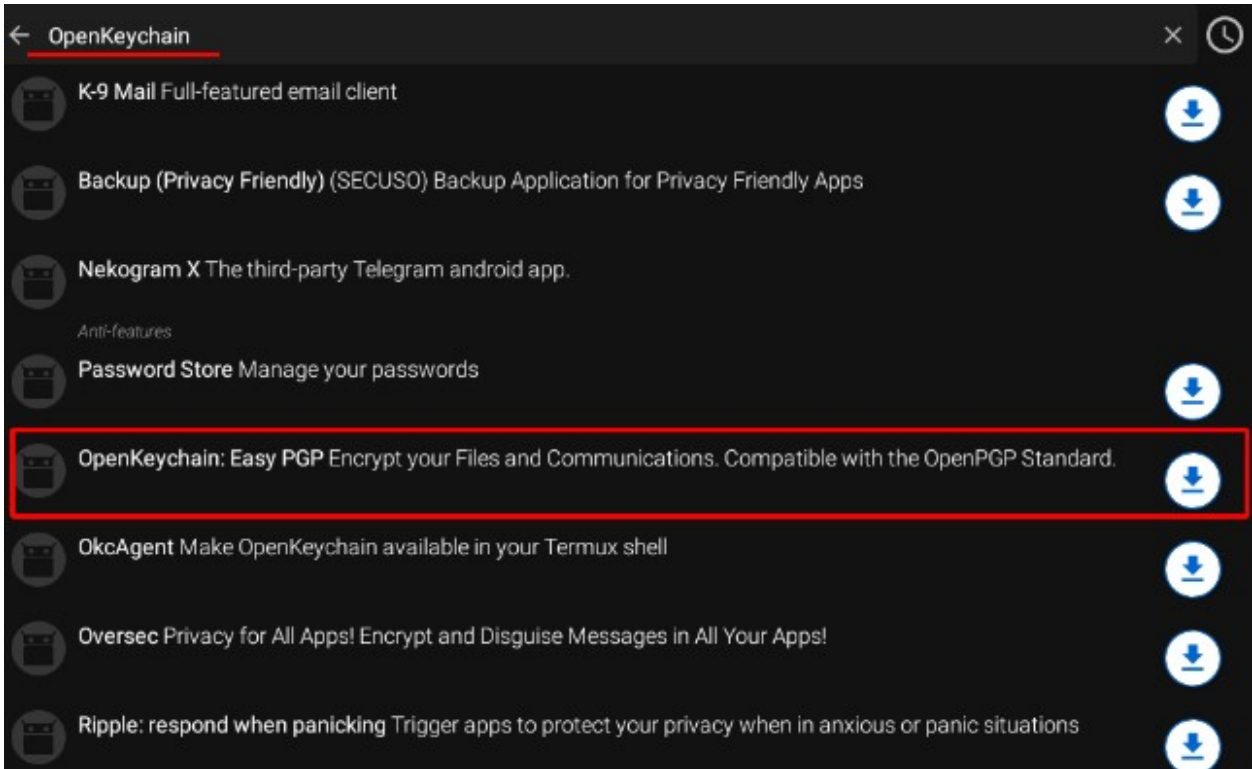 OpenKeychain
K-9 Mail Full-featured email client
Backup (Privacy Friendly) (SECUSO) Backup Application for Privacy Friendly Apps
Nekogram X The third-party Telegram android app.
Anti-features
Password Store Manage your passwords
OpenKeychain: Easy PGP Encrypt your Files and Communications. Compatible with the OpenPGP Standard.
OkcAgent Make OpenKeychain available in your Termux shell
Oversec Privacy for All Apps! Encrypt and Disguise Messages in All Your Apps!
Ripple: respond when panicking Trigger apps to protect your privacy when in anxious or panic situations